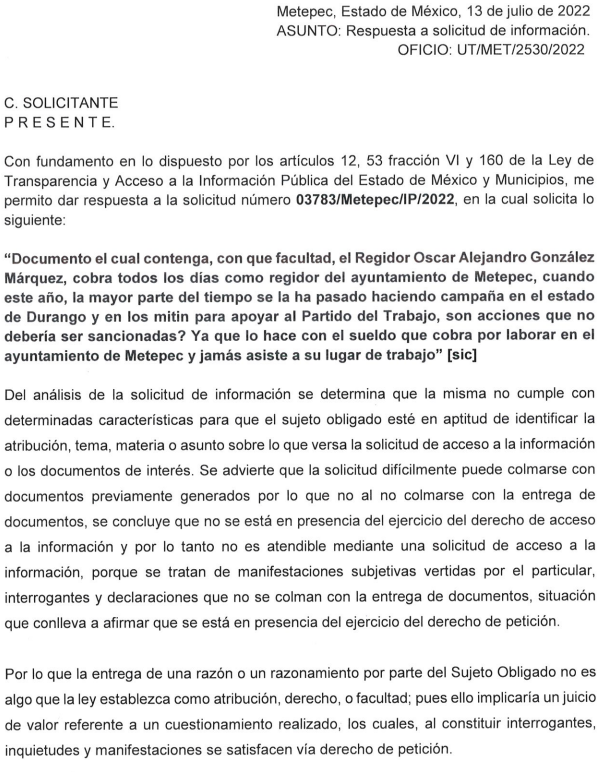 Metepec, Estado de México, 13 de julio de 2022
ASUNTO: Respuesta a solicitud de información.
OFICIO: UT/MET/2530/2022
C. SOLICITANTE
P R E S E N T E.
Con fundamento en lo dispuesto por los artículos 12, 53 fracción VI y 160 de la Ley de
Transparencia y Acceso a la Información Pública del Estado de México y Municipios, me
permito dar respuesta a la solicitud número 03783/Metepec/IP/2022, en la cual solicita lo
siguiente:
“Documento el cual contenga, con que facultad, el Regidor Oscar Alejandro González
Márquez, cobra todos los días como regidor del ayuntamiento de Metepec, cuando
este año, la mayor parte del tiempo se la ha pasado haciendo campaña en el estado
de Durango y en los mitin para apoyar al Partido del Trabajo, son acciones que no
debería ser sancionadas? Ya que lo hace con el sueldo que cobra por laborar en el
ayuntamiento de Metepec y jamás asiste a su lugar de trabajo” [sic]
Del análisis de la solicitud de información se determina que la misma no cumple con
determinadas características para que el sujeto obligado esté en aptitud de identificar la
atribución, tema, materia o asunto sobre lo que versa la solicitud de acceso a la información
o los documentos de interés. Se advierte que la solicitud difícilmente puede colmarse con
documentos previamente generados por lo que no al no colmarse con la entrega de
documentos, se concluye que no se está en presencia del ejercicio del derecho de acceso
a la información y por lo tanto no es atendible mediante una solicitud de acceso a la
información, porque se tratan de manifestaciones subjetivas vertidas por el particular,
interrogantes y declaraciones que no se colman con la entrega de documentos, situación
que conlleva a afirmar que se está en presencia del ejercicio del derecho de petición.
Por lo que la entrega de una razón o un razonamiento por parte del Sujeto Obligado no es
algo que la ley establezca como atribución, derecho, o facultad; pues ello implicaría un juicio
de valor referente a un cuestionamiento realizado, los cuales, al constituir interrogantes,
inquietudes y manifestaciones se satisfacen vía derecho de petición.